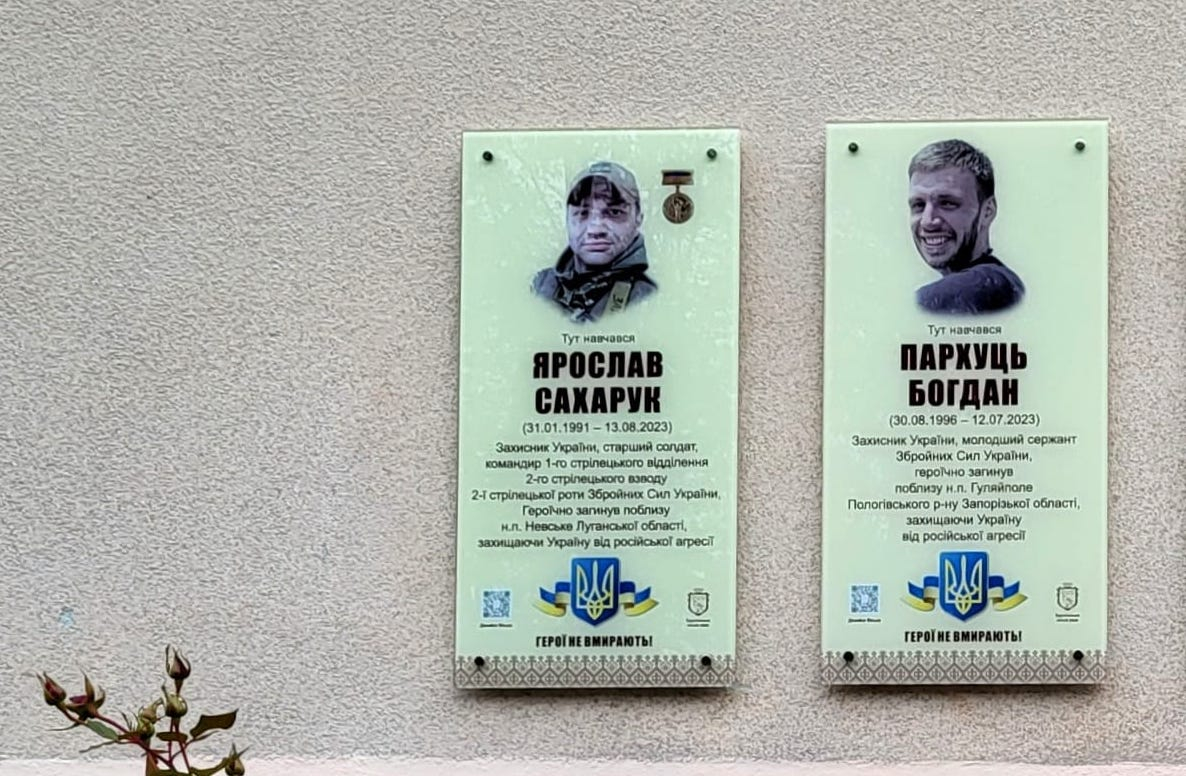 Тут навчався
ЯРОСЛАВ
САХАРУК
(31.01.1991 – 13.08.2023)
Захисник України, старший солдат,
командир 1-го стрілецького відділення
2-го стрілецького взводу
2-ї стрілецької роти Збройних Сил України,
Героїчно загинув поблизу
н.п. Невське Луганської області,
захищаючи Україну від російської агресії
ГЕРОЇ НЕ ВМИРАЮТЬ!
Тут навчався
ПАРХУЦЬ
БОГДАН
(30.08.1996 – 12.07.2023)
Захисник України, молодший сержант
Збройних Сил України,
героїчно загинув
поблизу н.п. Гуляйполе
Пологівського р-ну Запорізької області,
захищаючи Україну
від російської агресії
ГЕРОЇ НЕ ВМИРАЮТЬ!